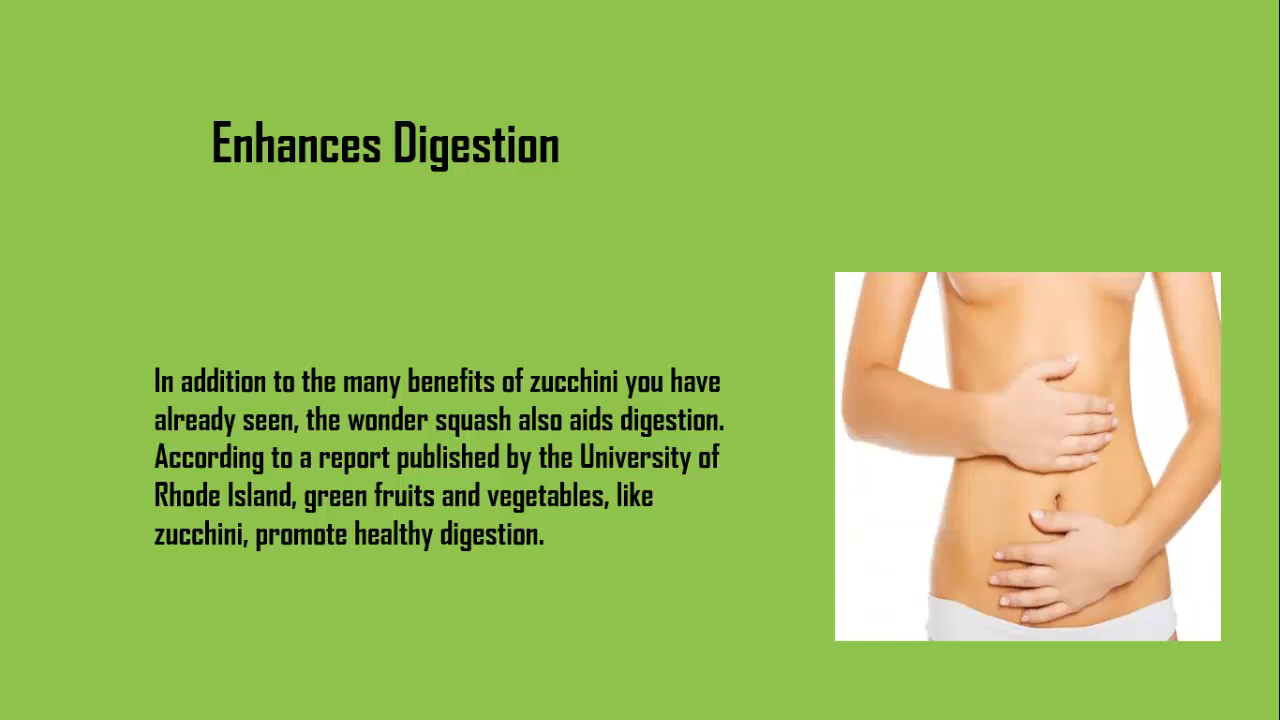 Enhances Digestion
In addition to the many benefits of zucchini you have
already seen, the wonder squash also aids digestion.
According to a report published by the University of
Rhode Island, green fruits and vegetables, like
zucchini, promote healthy digestion.